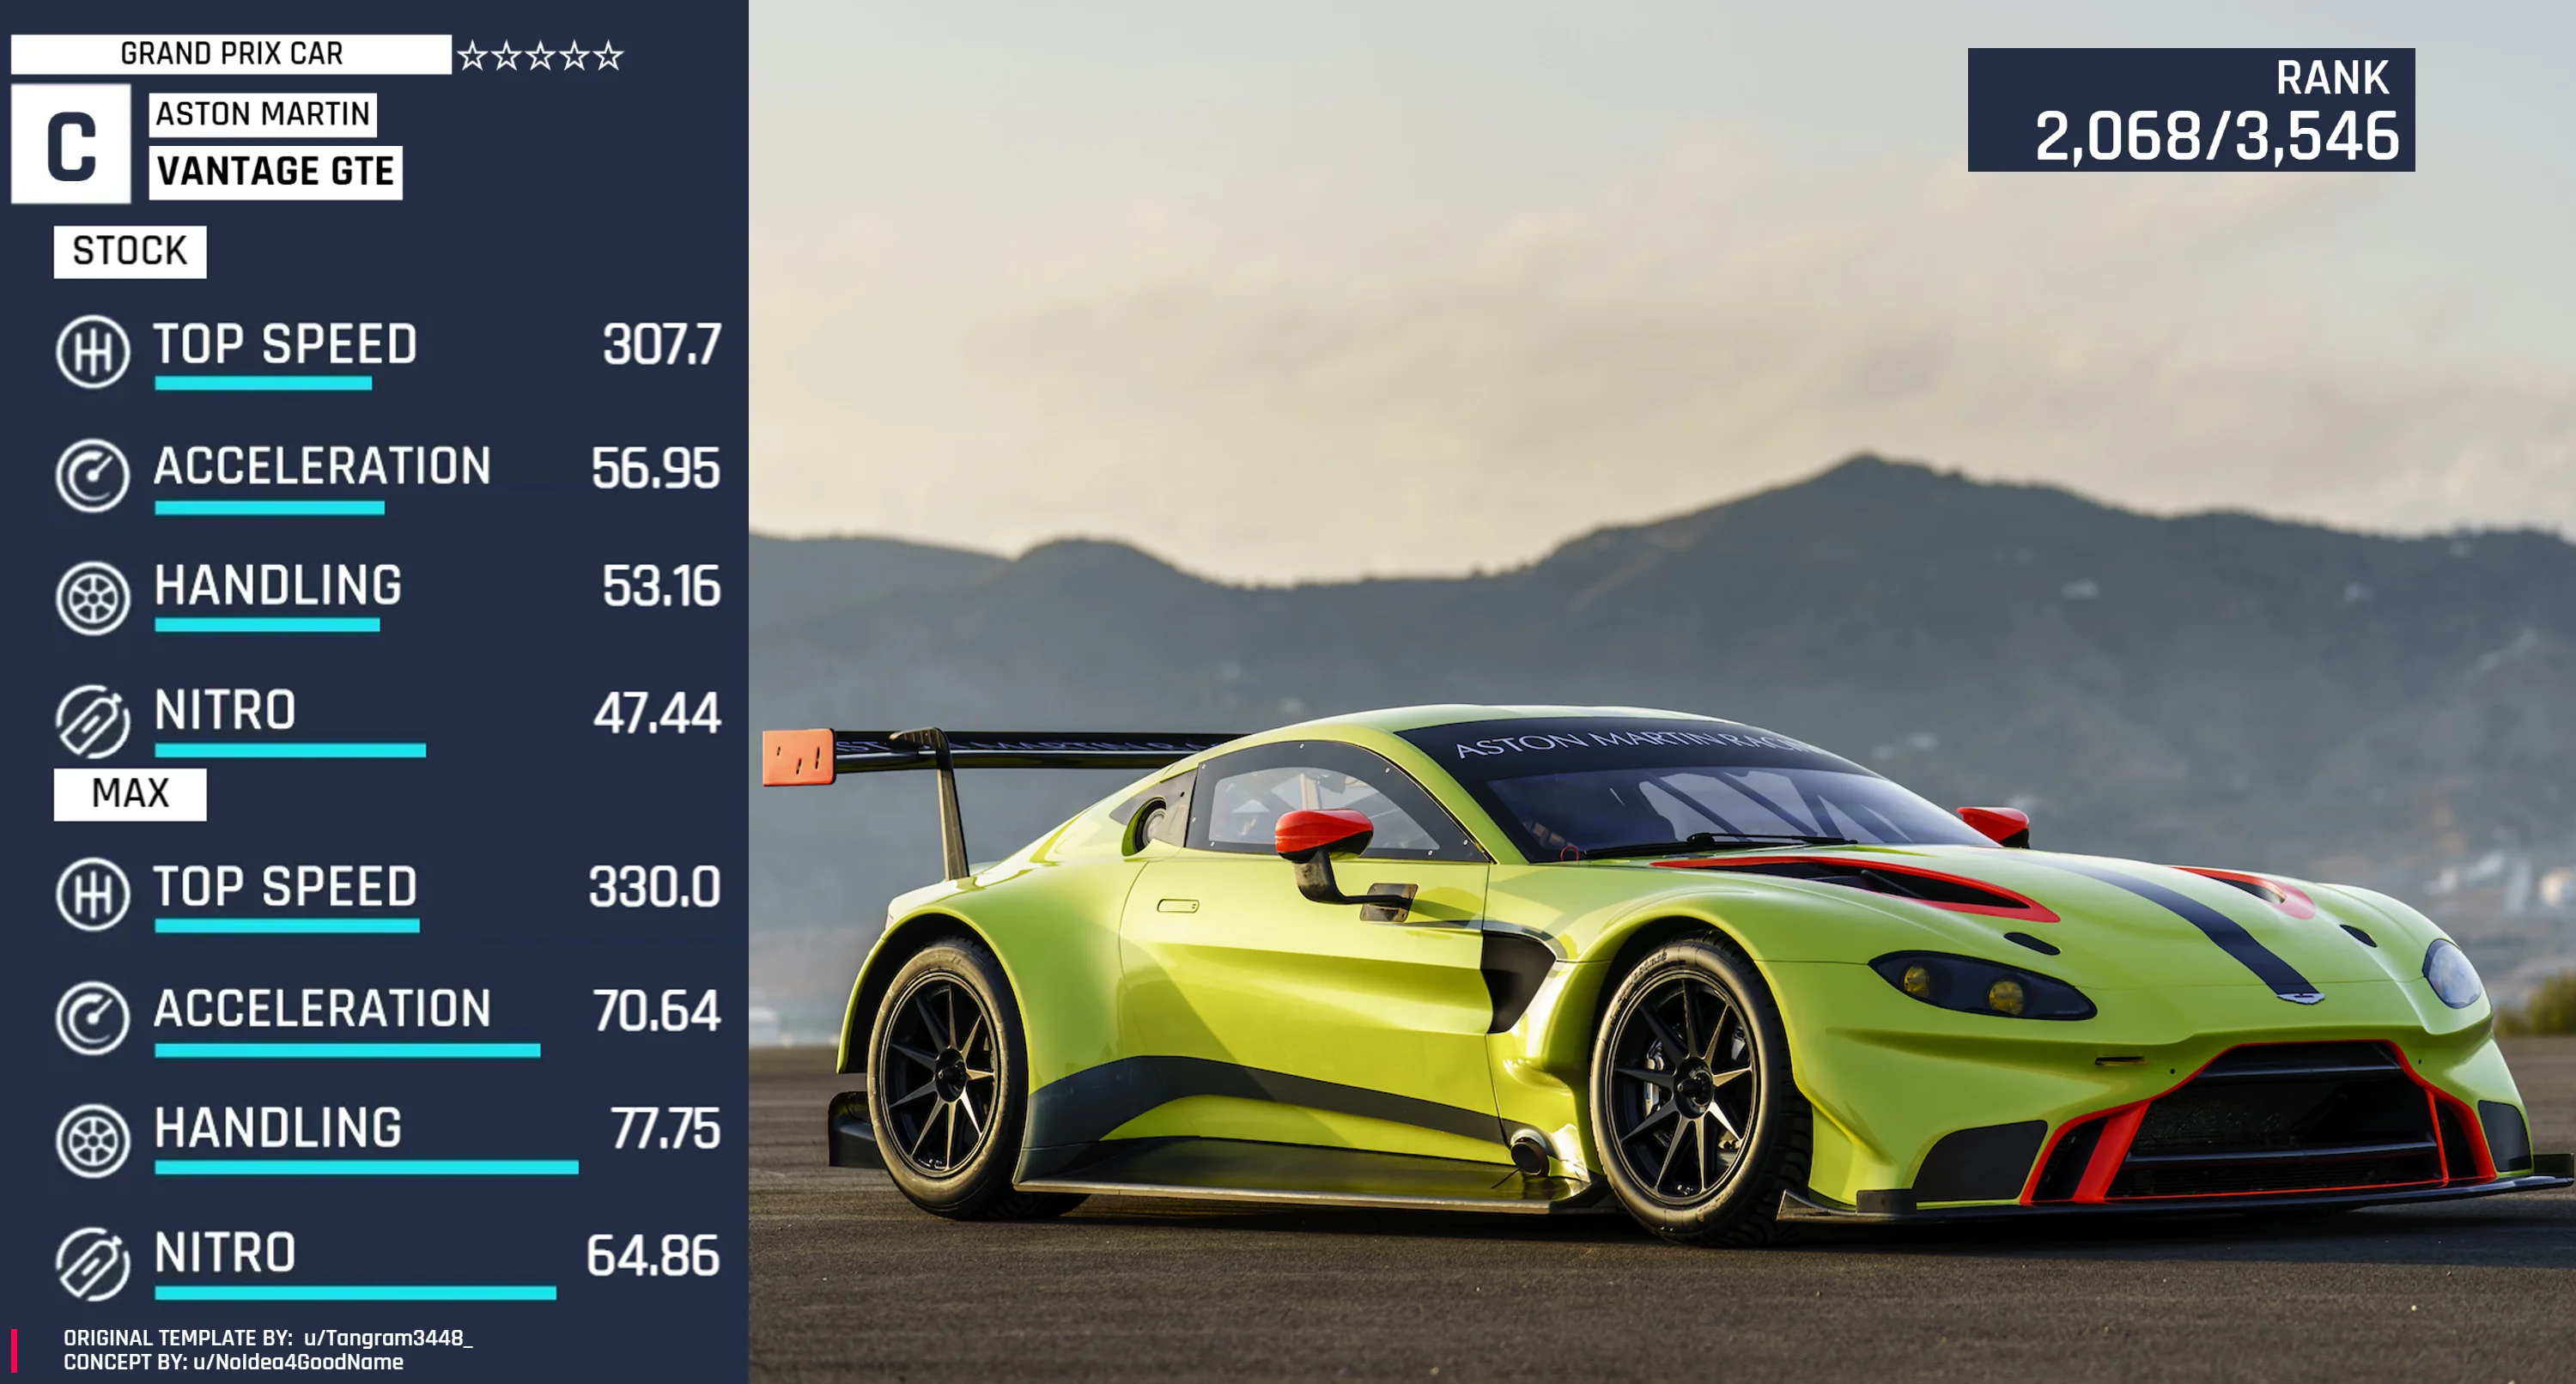 GRAND PRIX CAR
C
ASTON MARTIN
VANTAGE GTE
STOCK
TOP SPEED 307.7
ACCELERATION 56.95
HANDLING 53.16
NITRO 47.44
MAX
TOP SPEED 330.0
ACCELERATION 70.64
HANDLING 77.75
NITRO 64.86
ORIGINAL TEMPLATE BY: u/Tangram3448_
CONCEPT BY: u/NoIdea4GoodName
RANK
2,068/3,546
ASTON MARTIN RACIN